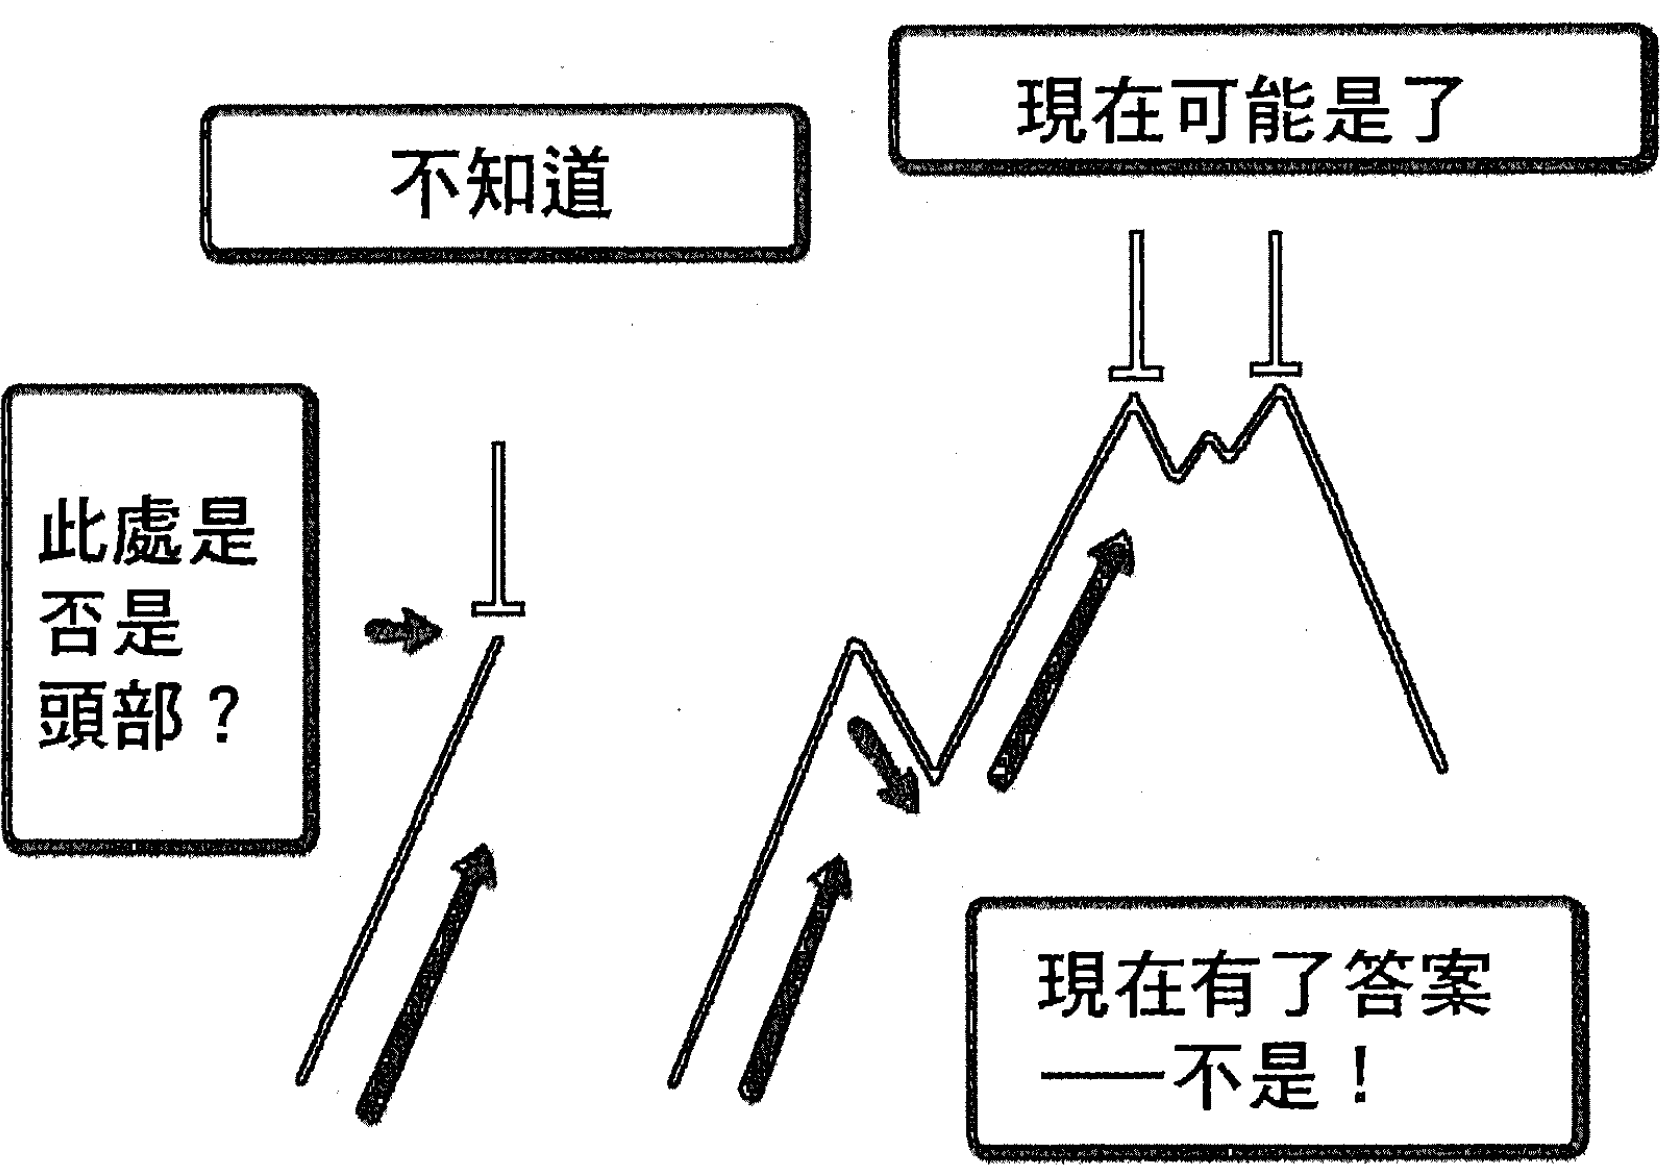 不知道
現在可能是了
此處是
否是
頭部？
現在有了答案
──不是！